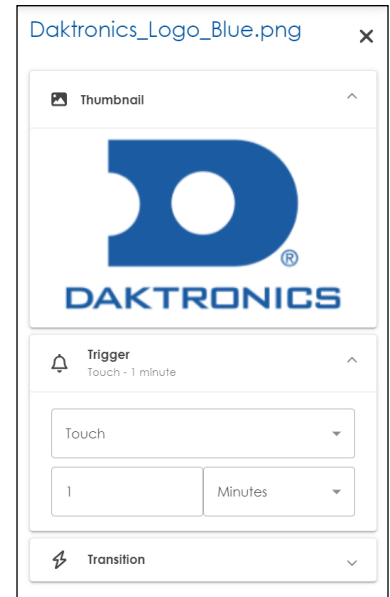 Daktronics_Logo_Blue.png
Thumbnail
®
DAKTRONICS
Trigger
Touch - 1 minute
Touch
1 Minutes
Transition